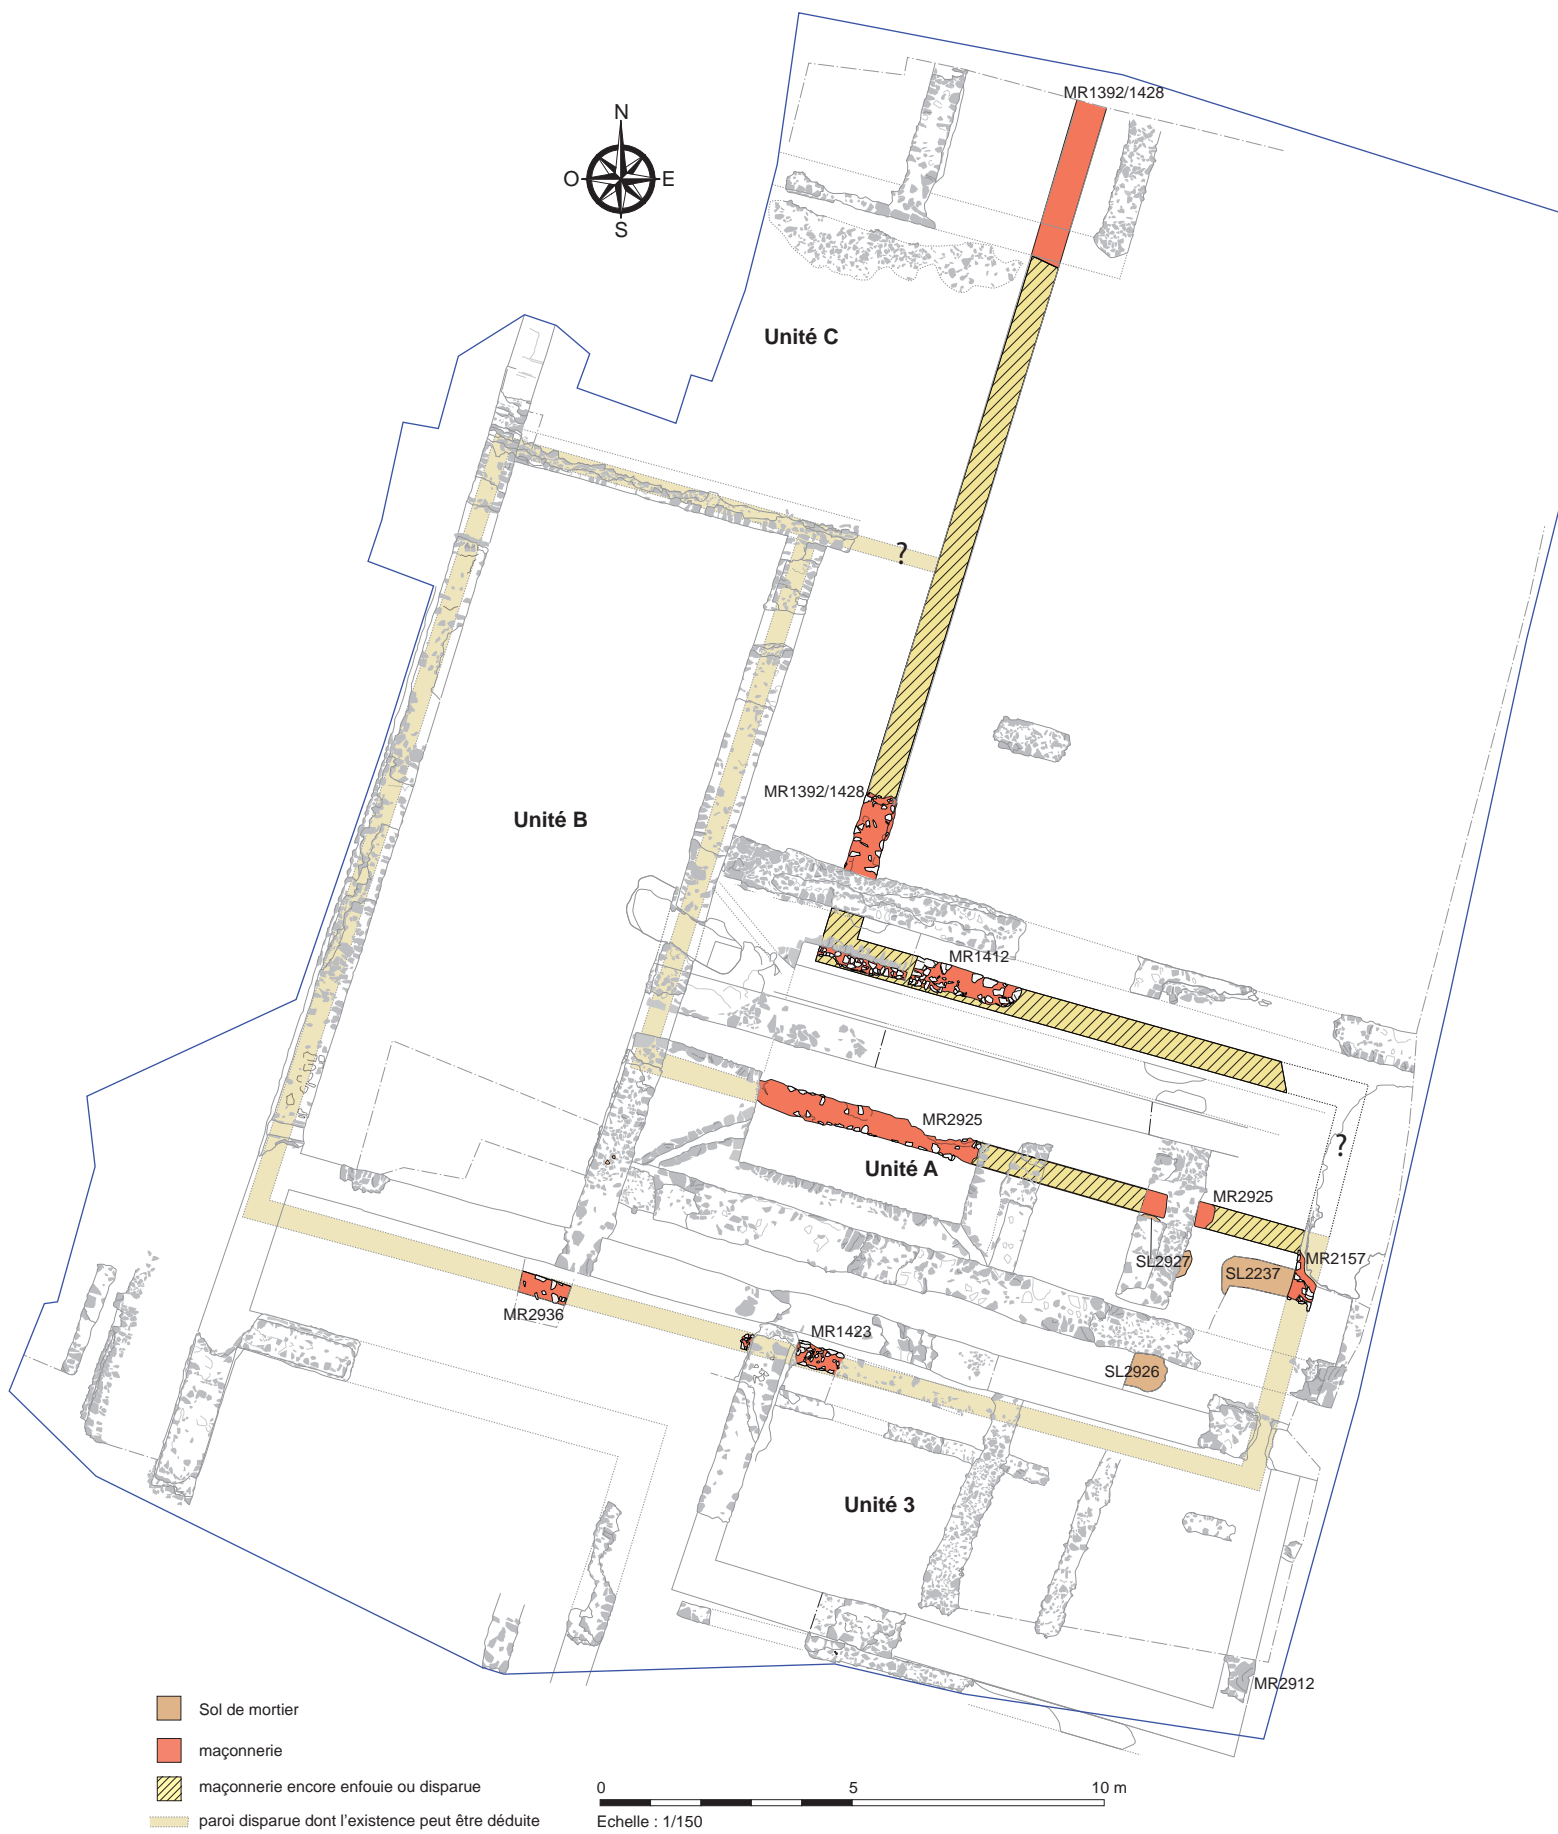 MR1392/1428
N
O
E
S
Unité C
?
MR1392/1428
Unité B
MR1412
MR2925
?
Unité A
MR2925
SL2927
MR2157
SL2237
MR2936
MR1423
SL2926
Unité 3
MR2912
Sol de mortier
maçonnerie
maçonnerie encore enfouie ou disparue
paroi disparue dont l'existence peut être déduite
0 5 10 m
Echelle : 1/150